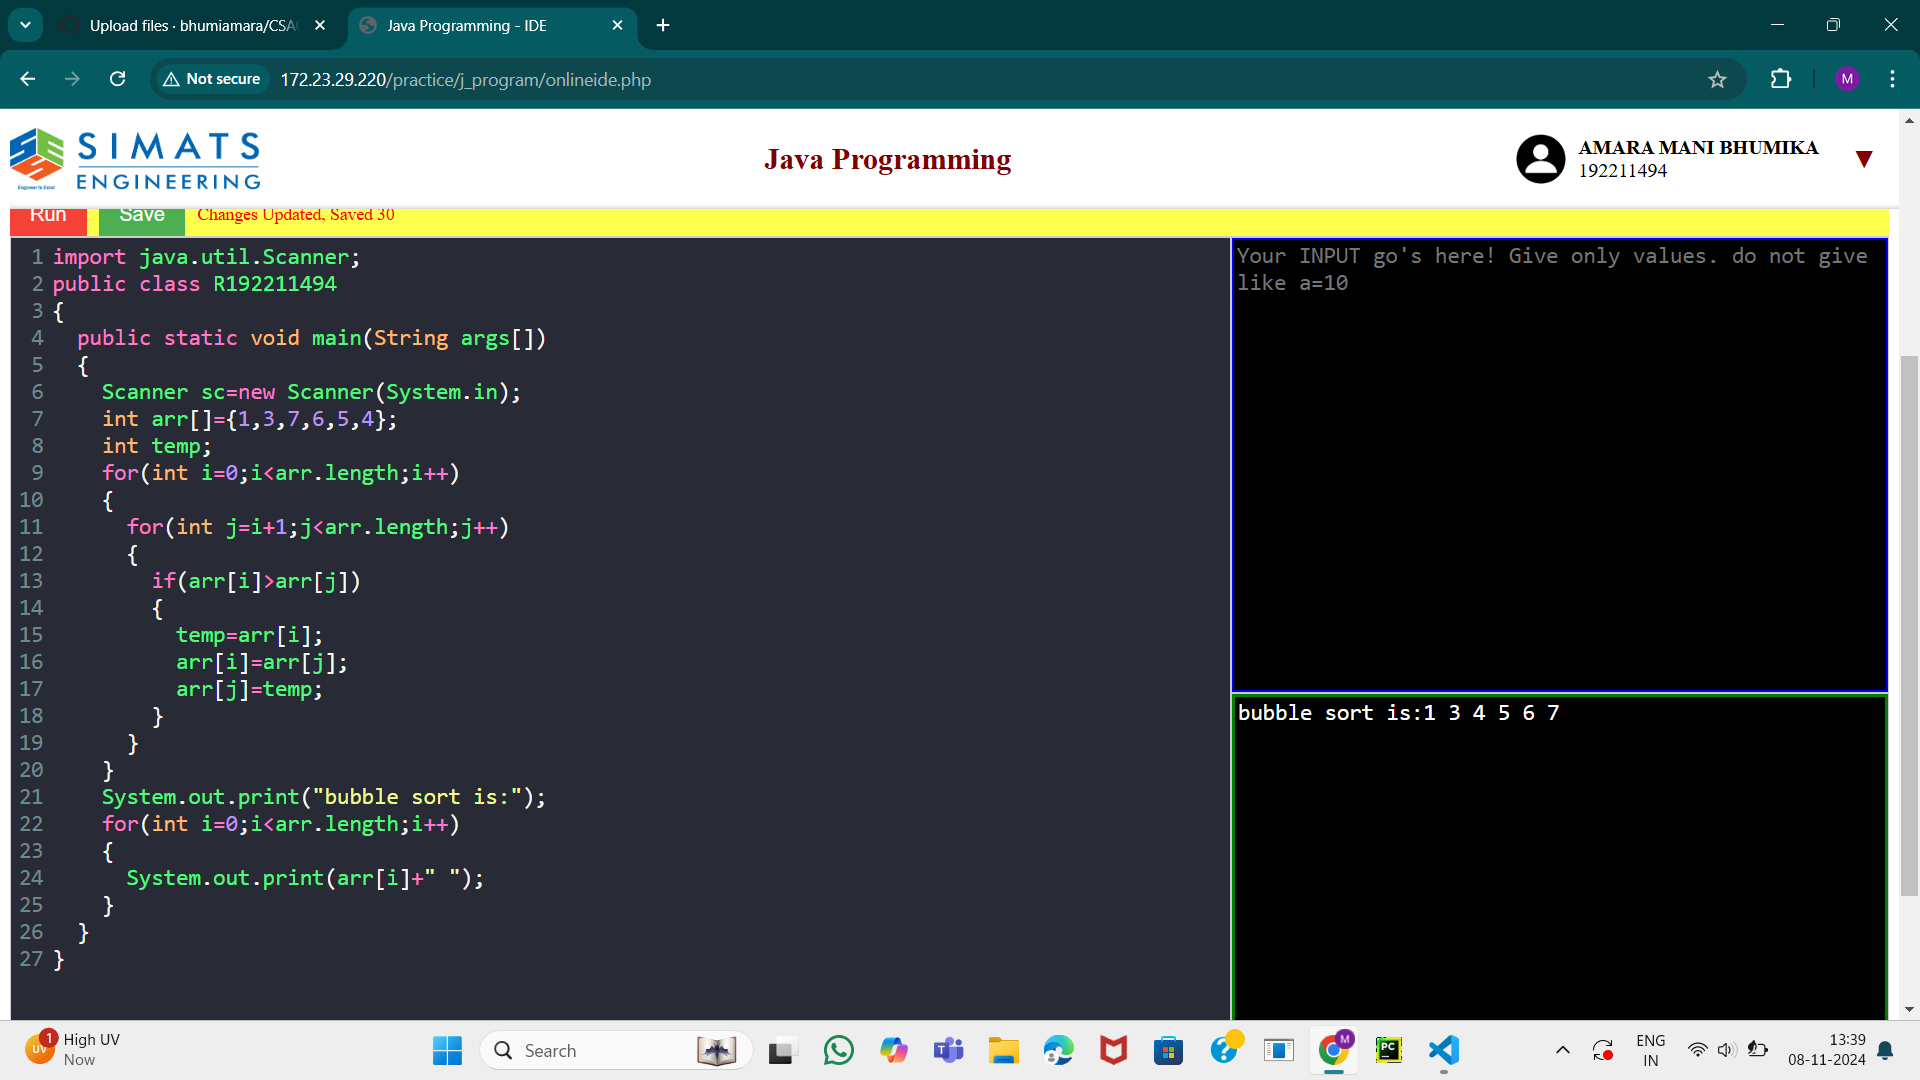 Upload files · bhumiamara/CSA
Java Programming - IDE
Not secure
172.23.29.220/practice/j_program/onlineide.php
M
SIMATS
ENGINEERING
Engineer to Excel
Java Programming
AMARA MANI BHUMIKA
192211494
Run
Save
Changes Updated, Saved 30
1 import java.util.Scanner;
2 public class R192211494
3 {
4   public static void main(String args[])
5   {
6     Scanner sc=new Scanner(System.in);
7     int arr[]={1,3,7,6,5,4};
8     int temp;
9     for(int i=0;i<arr.length;i++)
10     {
11       for(int j=i+1;j<arr.length;j++)
12       {
13         if(arr[i]>arr[j])
14         {
15           temp=arr[i];
16           arr[i]=arr[j];
17           arr[j]=temp;
18         }
19       }
20     }
21     System.out.print("bubble sort is:");
22     for(int i=0;i<arr.length;i++)
23     {
24       System.out.print(arr[i]+" ");
25     }
26   }
27 }
Your INPUT go's here! Give only values. do not give
like a=10
bubble sort is:1 3 4 5 6 7
UV
1
High UV
Now
Search
T
M
PC
ENG
IN
13:39
08-11-2024